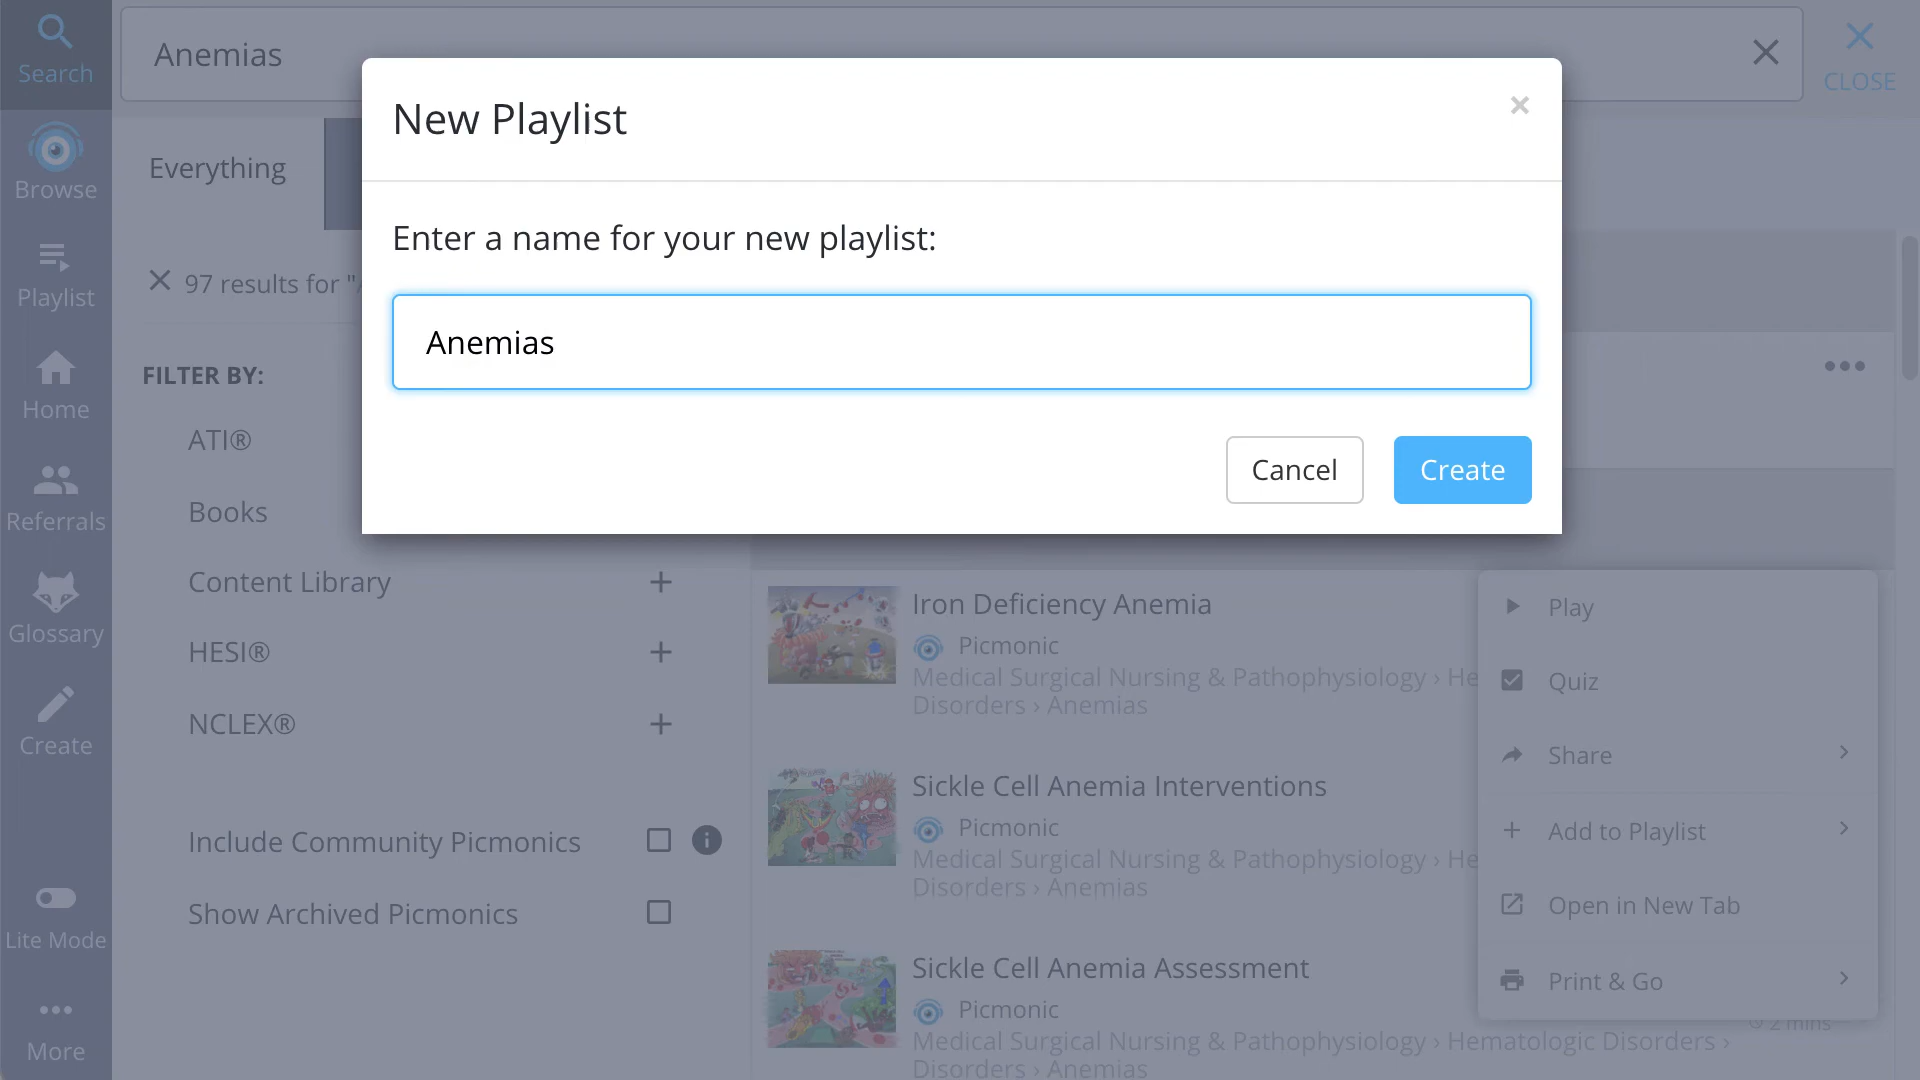 Search
Anemias
CLOSE
Browse
Playlist
Home
Referrals
Glossary
Create
Lite Mode
More
Everything
97 results for "
FILTER BY:
ATI®
Books
Content Library
HESI®
NCLEX®
Include Community Picmonics
Show Archived Picmonics
New Playlist
×
Enter a name for your new playlist:
Anemias
Cancel
Create
Iron Deficiency Anemia
Picmonic
Medical Surgical Nursing & Pathophysiology › He
Disorders › Anemias
Sickle Cell Anemia Interventions
Picmonic
Medical Surgical Nursing & Pathophysiology › He
Disorders › Anemias
Sickle Cell Anemia Assessment
Picmonic
2 mins
Medical Surgical Nursing & Pathophysiology › Hematologic Disorders ›
Disorders › Anemias
Play
Quiz
Share
Add to Playlist
Open in New Tab
Print & Go